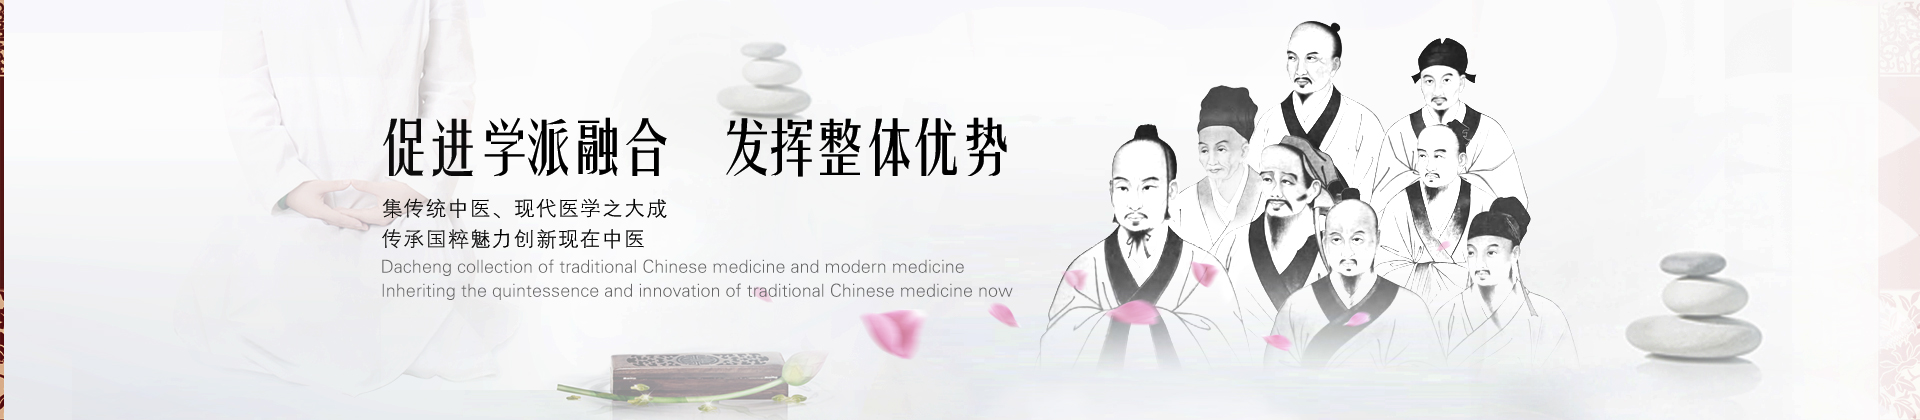 促进学派融合 发挥整体优势
集传统中医、现代医学之大成
传承国粹魅力创新现在中医
Dacheng collection of traditional Chinese medicine and modern medicine
Inheriting the quintessence and innovation of traditional Chinese medicine now